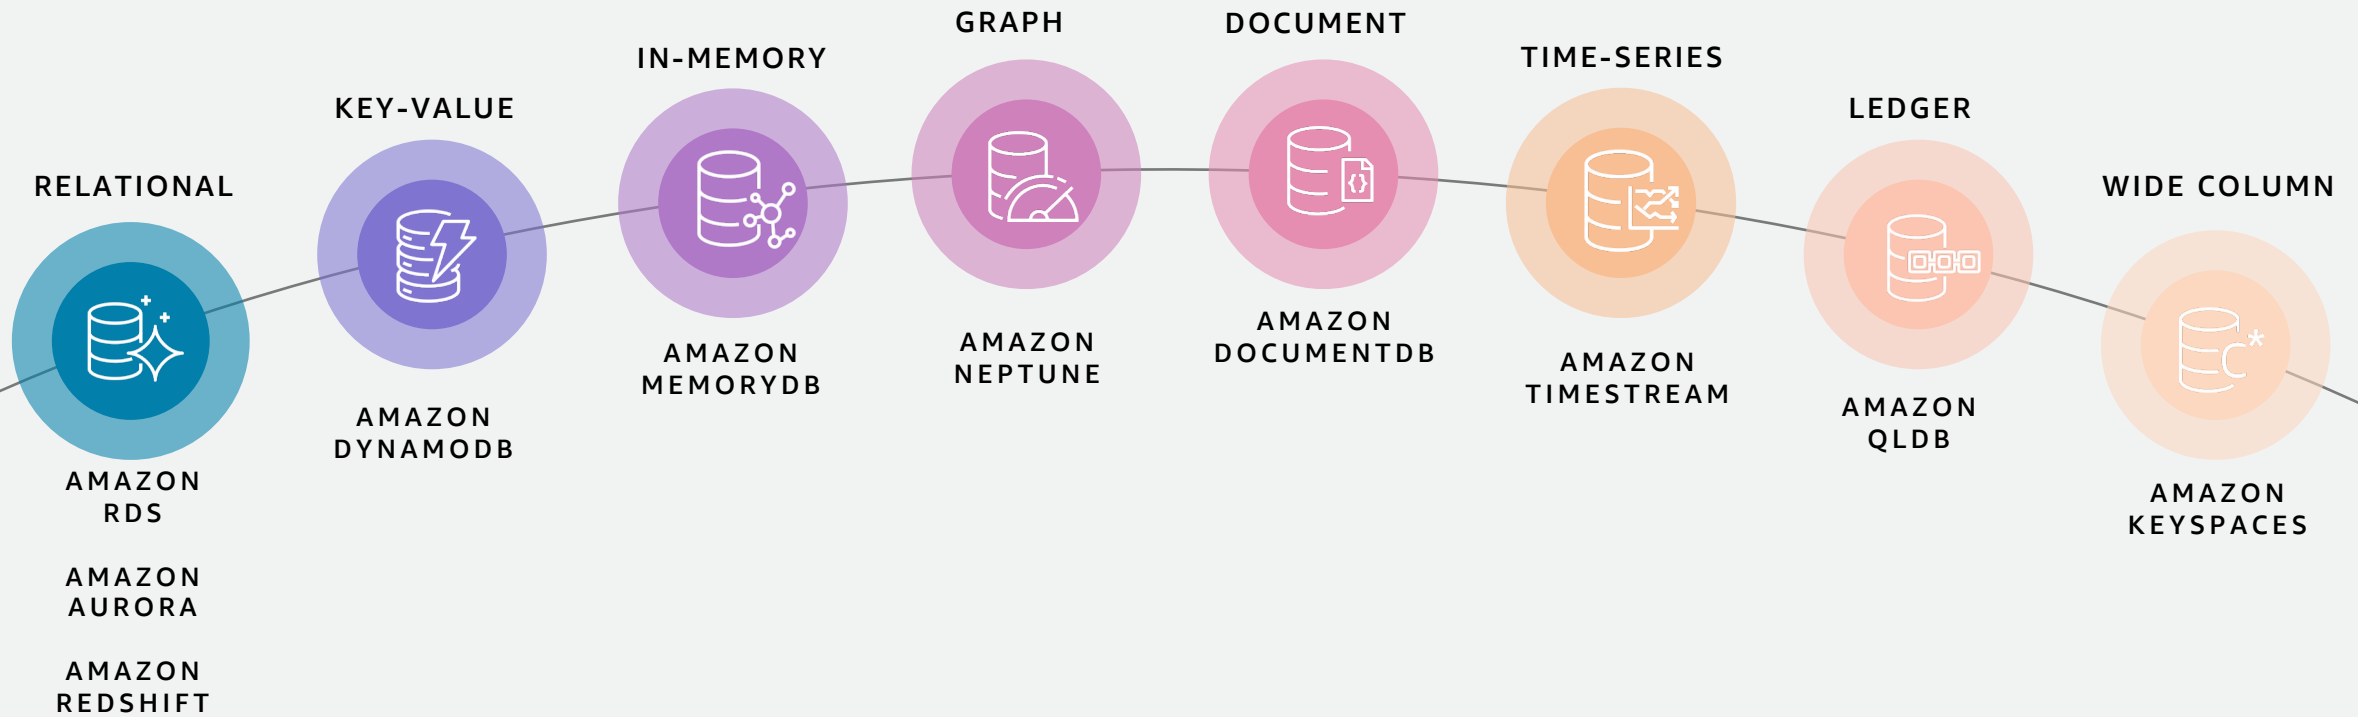 RELATIONAL
AMAZON
RDS
AMAZON
AURORA
AMAZON
REDSHIFT
KEY-VALUE
AMAZON
DYNAMODB
IN-MEMORY
AMAZON
MEMORYDB
GRAPH
AMAZON
NEPTUNE
DOCUMENT
{}
AMAZON
DOCUMENTDB
TIME-SERIES
AMAZON
TIMESTREAM
LEDGER
AMAZON
QLDB
WIDE COLUMN
C*
AMAZON
KEYSPACES